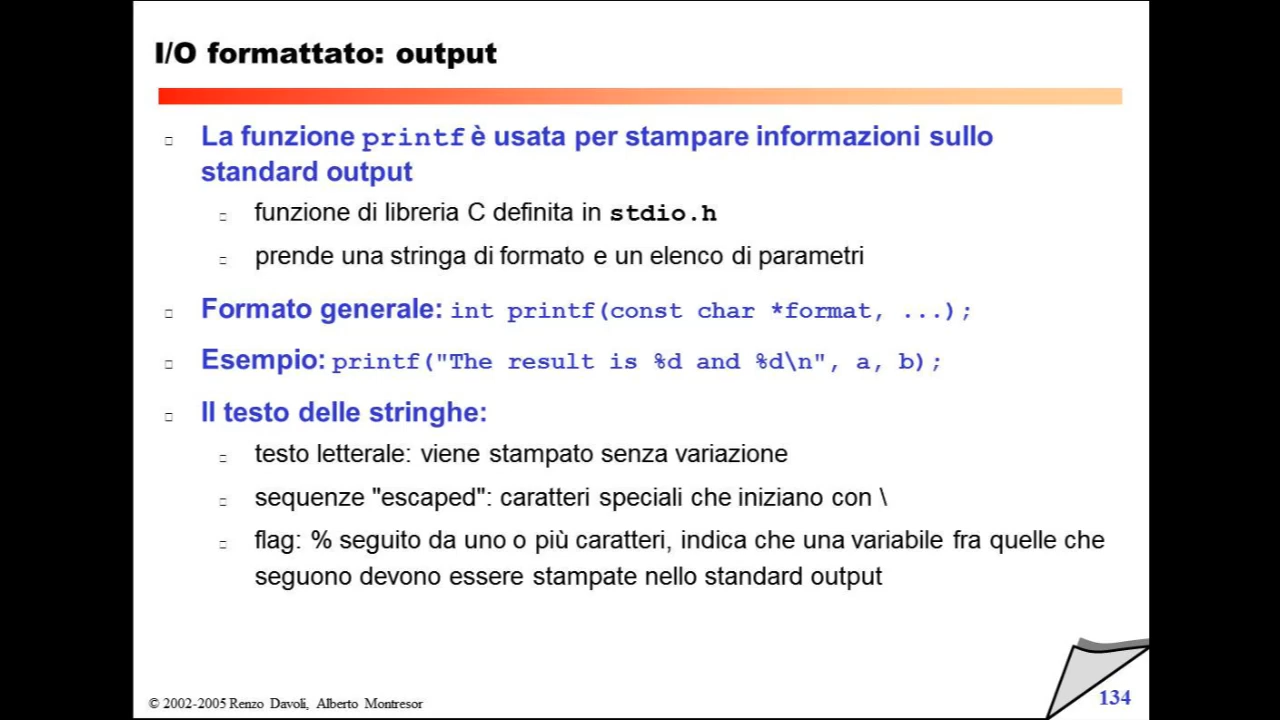 I/O formattato: output
La funzione printf è usata per stampare informazioni sullo
standard output
funzione di libreria C definita in stdio.h
prende una stringa di formato e un elenco di parametri
Formato generale: int printf(const char *format, ...);
Esempio: printf("The result is %d and %d\n", a, b);
Il testo delle stringhe:
testo letterale: viene stampato senza variazione
sequenze "escaped": caratteri speciali che iniziano con \
flag: % seguito da uno o più caratteri, indica che una variabile fra quelle che
seguono devono essere stampate nello standard output
© 2002-2005 Renzo Davoli, Alberto Montresor
134